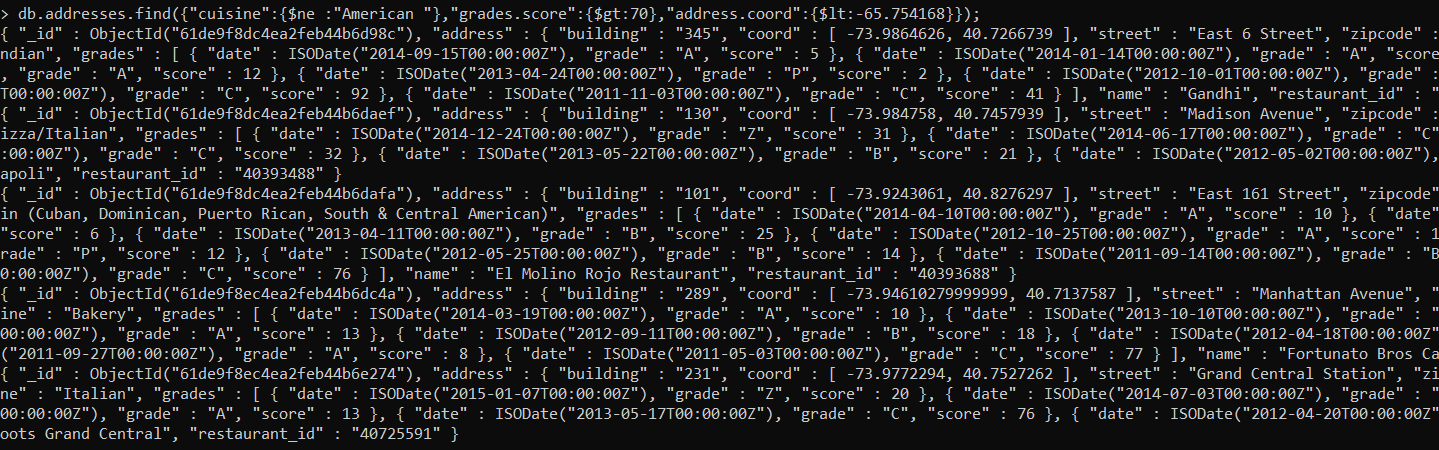 > db.addresses.find({"cuisine":{$ne :"American "},"grades.score":{$gt:70},"address.coord":{$lt:-65.754168}});
{ "_id" : ObjectId("61de9f8dc4ea2feb44b6d98c"), "address" : { "building" : "345", "coord" : [ -73.9864626, 40.7266739 ], "street" : "East 6 Street", "zipcode" :
ndian", "grades" : [ { "date" : ISODate("2014-09-15T00:00:00Z"), "grade" : "A", "score" : 5 }, { "date" : ISODate("2014-01-14T00:00:00Z"), "grade" : "A", "score
, "grade" : "A", "score" : 12 }, { "date" : ISODate("2013-04-24T00:00:00Z"), "grade" : "P", "score" : 2 }, { "date" : ISODate("2012-10-01T00:00:00Z"), "grade" :
T00:00:00Z"), "grade" : "C", "score" : 92 }, { "date" : ISODate("2011-11-03T00:00:00Z"), "grade" : "C", "score" : 41 } ], "name" : "Gandhi", "restaurant_id" : "
{ "_id" : ObjectId("61de9f8ec4ea2feb44b6daef"), "address" : { "building" : "130", "coord" : [ -73.984758, 40.7457939 ], "street" : "Madison Avenue", "zipcode" :
izza/Italian", "grades" : [ { "date" : ISODate("2014-12-24T00:00:00Z"), "grade" : "Z", "score" : 31 }, { "date" : ISODate("2014-06-17T00:00:00Z"), "grade" : "C"
:00:00Z"), "grade" : "C", "score" : 32 }, { "date" : ISODate("2013-05-22T00:00:00Z"), "grade" : "B", "score" : 21 }, { "date" : ISODate("2012-05-02T00:00:00Z"),
apoli", "restaurant_id" : "40393488" }
{ "_id" : ObjectId("61de9f8ec4ea2feb44b6dafa"), "address" : { "building" : "101", "coord" : [ -73.9243061, 40.8276297 ], "street" : "East 161 Street", "zipcode"
in (Cuban, Dominican, Puerto Rican, South & Central American)", "grades" : [ { "date" : ISODate("2014-04-10T00:00:00Z"), "grade" : "A", "score" : 10 }, { "date"
"score" : 6 }, { "date" : ISODate("2013-04-11T00:00:00Z"), "grade" : "B", "score" : 25 }, { "date" : ISODate("2012-10-25T00:00:00Z"), "grade" : "A", "score" : 1
rade" : "P", "score" : 12 }, { "date" : ISODate("2012-05-25T00:00:00Z"), "grade" : "B", "score" : 14 }, { "date" : ISODate("2011-09-14T00:00:00Z"), "grade" : "B
0:00:00Z"), "grade" : "C", "score" : 76 } ], "name" : "El Molino Rojo Restaurant", "restaurant_id" : "40393688" }
{ "_id" : ObjectId("61de9f8ec4ea2feb44b6dc4a"), "address" : { "building" : "289", "coord" : [ -73.94610279999999, 40.7137587 ], "street" : "Manhattan Avenue", "
ine" : "Bakery", "grades" : [ { "date" : ISODate("2014-03-19T00:00:00Z"), "grade" : "A", "score" : 10 }, { "date" : ISODate("2013-10-10T00:00:00Z"), "grade" : "
00:00:00Z"), "grade" : "A", "score" : 13 }, { "date" : ISODate("2012-09-11T00:00:00Z"), "grade" : "B", "score" : 18 }, { "date" : ISODate("2012-04-18T00:00:00Z"
("2011-09-27T00:00:00Z"), "grade" : "A", "score" : 8 }, { "date" : ISODate("2011-05-03T00:00:00Z"), "grade" : "C", "score" : 77 } ], "name" : "Fortunato Bros Ca
{ "_id" : ObjectId("61de9f8ec4ea2feb44b6e274"), "address" : { "building" : "231", "coord" : [ -73.9772294, 40.7527262 ], "street" : "Grand Central Station", "zi
ne" : "Italian", "grades" : [ { "date" : ISODate("2015-01-07T00:00:00Z"), "grade" : "Z", "score" : 20 }, { "date" : ISODate("2014-07-03T00:00:00Z"), "grade" :
00:00:00Z"), "grade" : "A", "score" : 13 }, { "date" : ISODate("2013-05-17T00:00:00Z"), "grade" : "C", "score" : 76 }, { "date" : ISODate("2012-04-20T00:00:00Z"
oots Grand Central", "restaurant_id" : "40725591" }